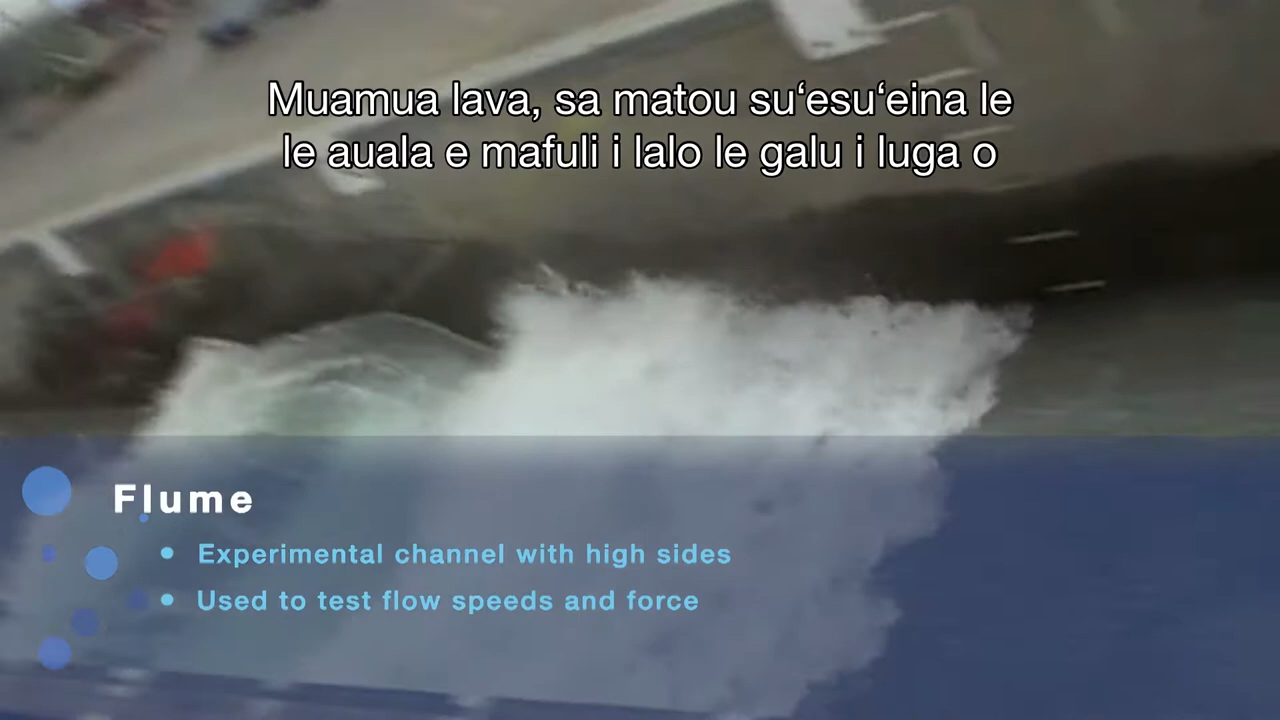 Muamua lava, sa matou su‘esu‘eina le
le auala e mafuli i lalo le galu i luga o
Flume
• Experimental channel with high sides
• Used to test flow speeds and force